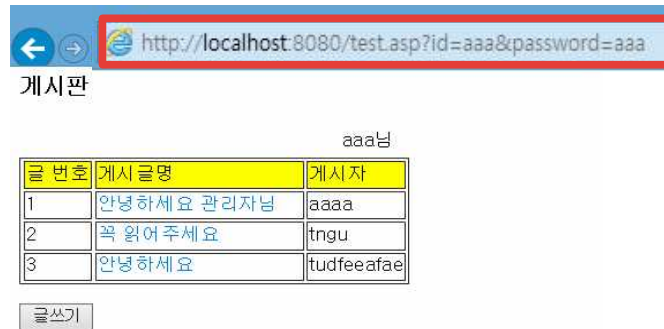 http://localhost:8080/test.asp?id=aaa&password=aaa
게시판
aaa님
글 번호 게시글명 게시자
1 안녕하세요 관리자님 aaaa
2 꼭 읽어주세요 tngu
3 안녕하세요 tudfeeafae
글쓰기